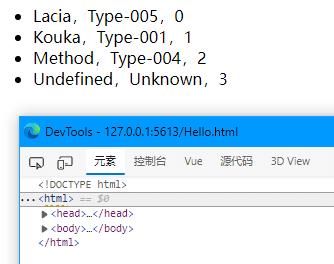 Lacia，Type-005，0
Kouka，Type-001，1
Method，Type-004，2
Undefined，Unknown，3
DevTools - 127.0.0.1:5613/Hello.html
元素 控制台 Vue 源代码 3D View
<!DOCTYPE html>
···<html> == $0
▶<head>…</head>
▶<body>…</body>
</html>